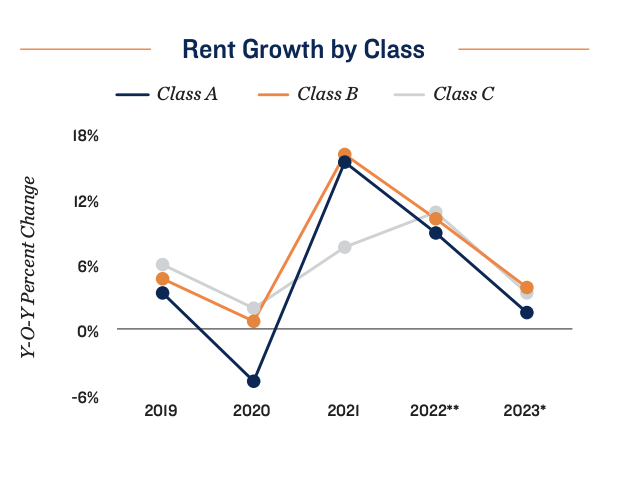 Rent Growth by Class
Class A Class B Class C
Y-O-Y Percent Change
18%
12%
6%
0%
-6%
2019 2020 2021 2022** 2023*